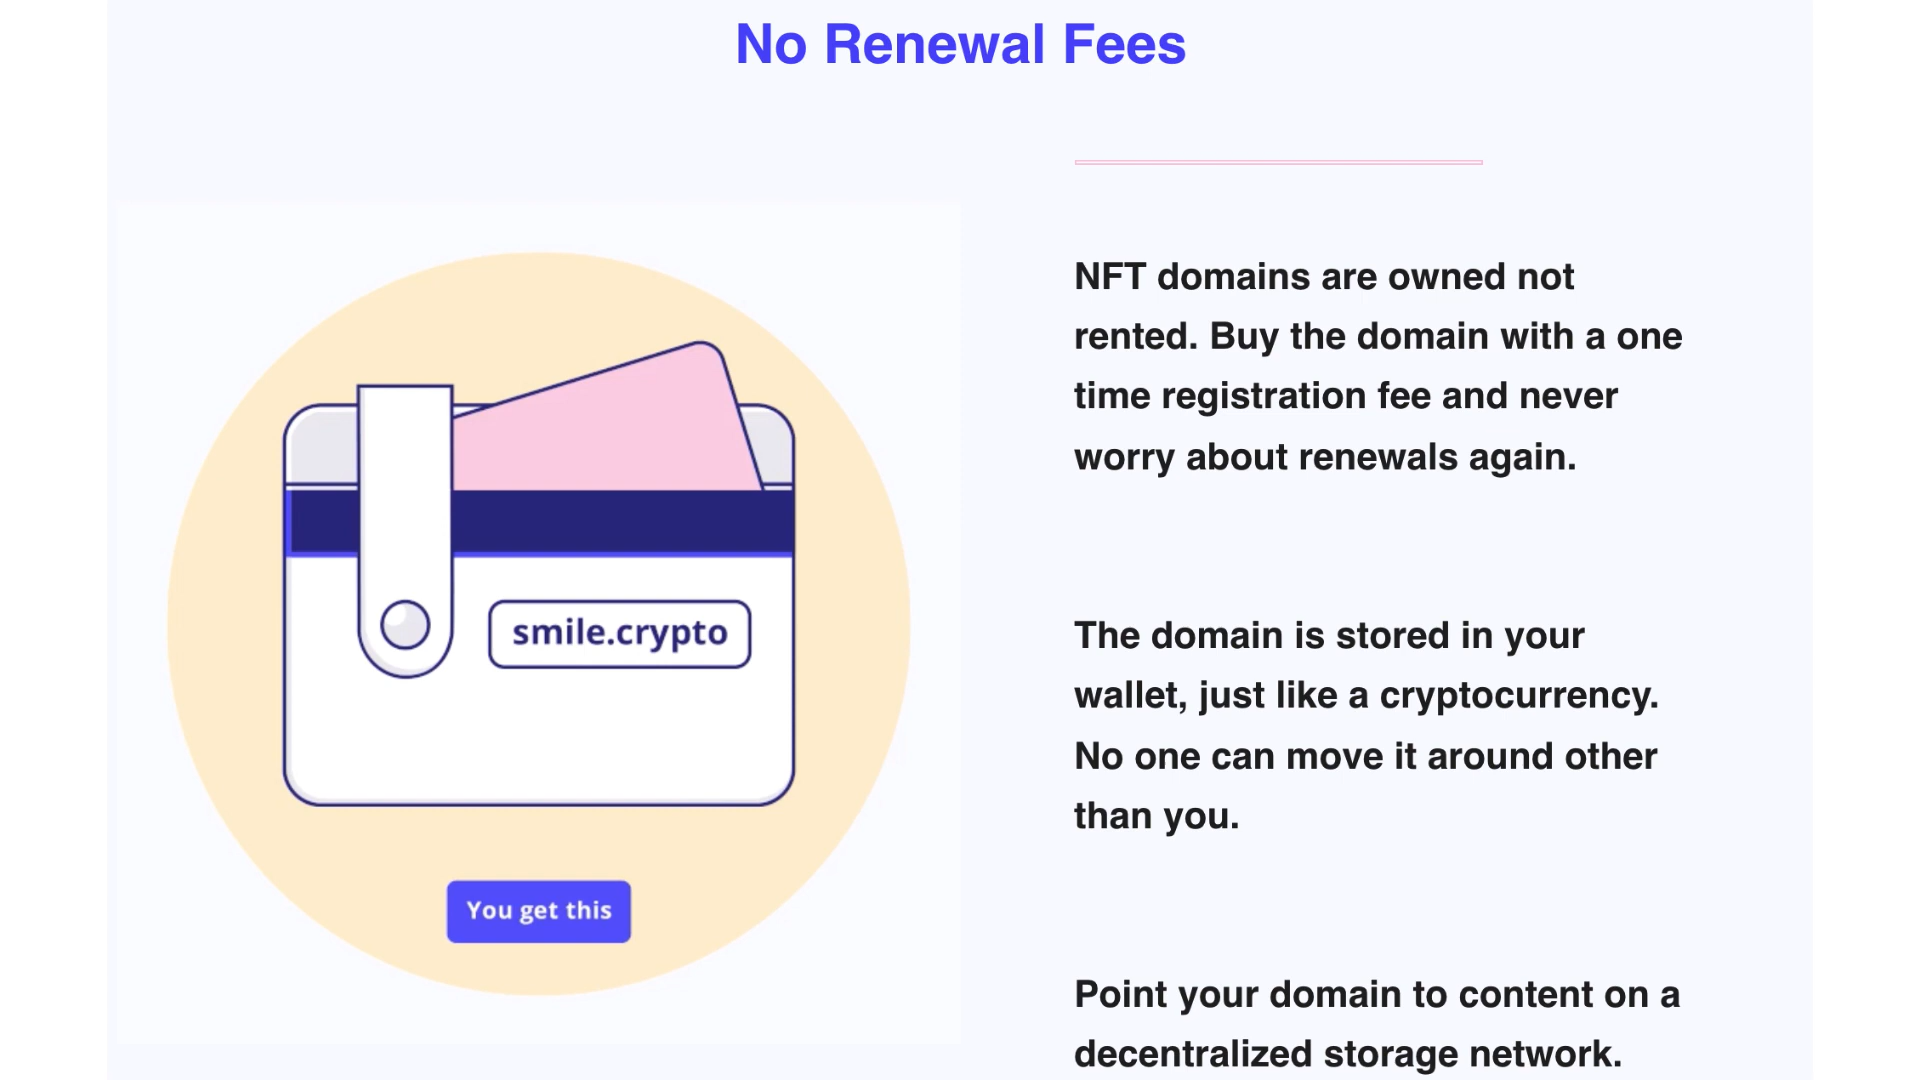 No Renewal Fees
smile.crypto
You get this
NFT domains are owned not
rented. Buy the domain with a one
time registration fee and never
worry about renewals again.
The domain is stored in your
wallet, just like a cryptocurrency.
No one can move it around other
than you.
Point your domain to content on a
decentralized storage network.